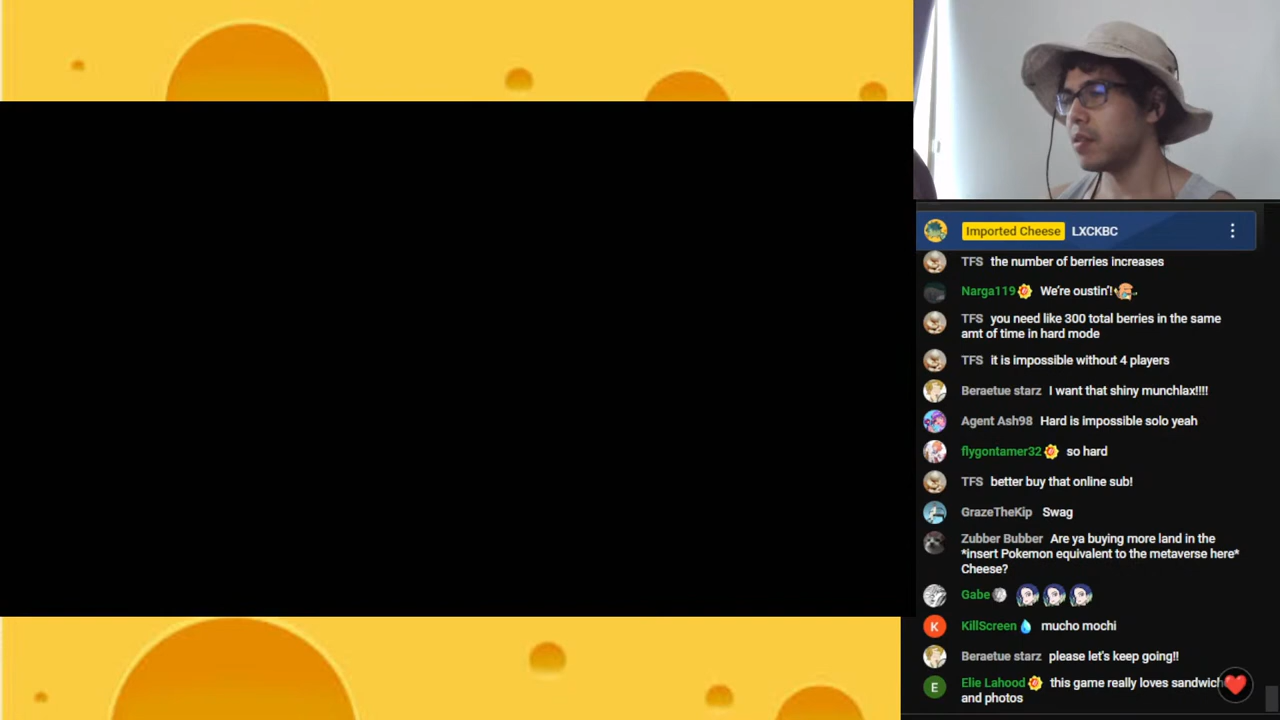 Imported Cheese LXCKBC
TFS the number of berries increases
Narga119 We're oustin'!
TFS you need like 300 total berries in the same
amt of time in hard mode
TFS it is impossible without 4 players
Beraetue starz I want that shiny munchlax!!!!
Agent Ash98 Hard is impossible solo yeah
flygontamer32 so hard
TFS better buy that online sub!
GrazeTheKip Swag
Zubber Bubber Are ya buying more land in the
*insert Pokemon equivalent to the metaverse here*
Cheese?
Gabe
K KillScreen mucho mochi
Beraetue starz please let's keep going!!
E Elie Lahood this game really loves sandwich
and photos